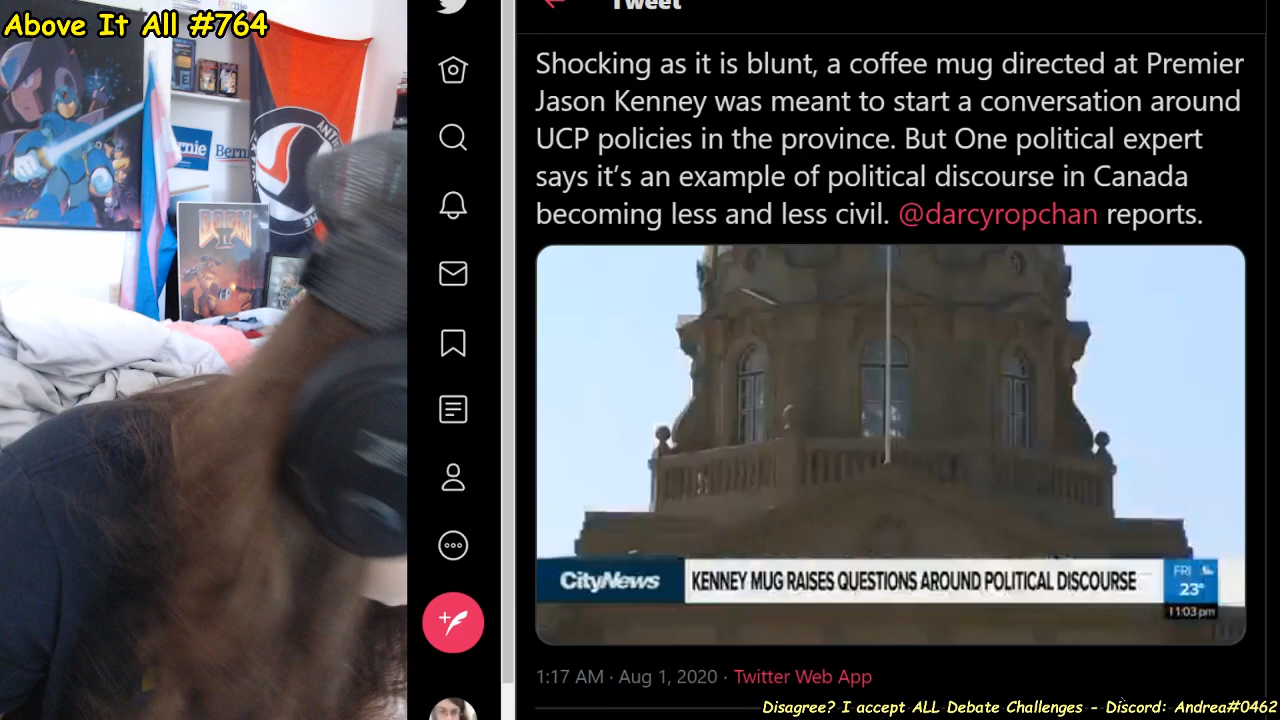 Above It All #764
Tweet
Bernie
Bernie
DOOM
II
Shocking as it is blunt, a coffee mug directed at Premier
Jason Kenney was meant to start a conversation around
UCP policies in the province. But One political expert
says it’s an example of political discourse in Canada
becoming less and less civil. @darcyropchan reports.
CityNews
KENNEY MUG RAISES QUESTIONS AROUND POLITICAL DISCOURSE
FRI
23°
11:03 pm
1:17 AM · Aug 1, 2020 · Twitter Web App
Disagree? I accept ALL Debate Challenges - Discord: Andrea#0462